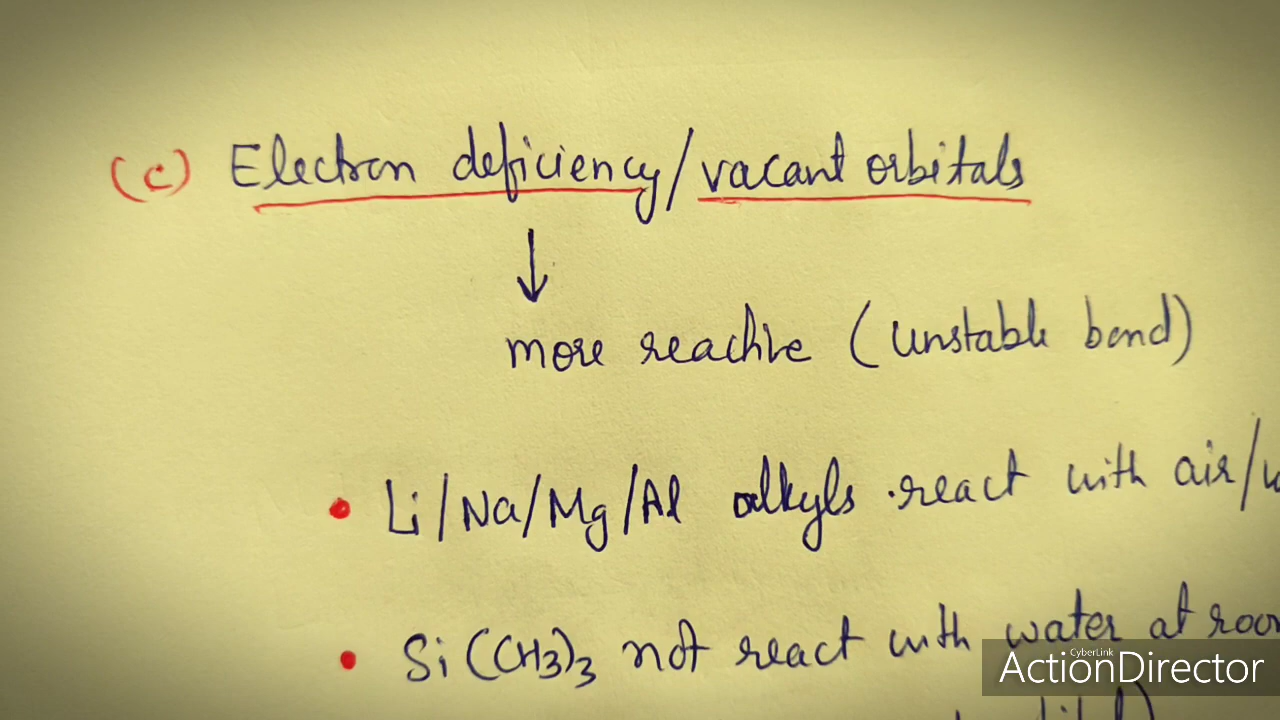 (c) Electron deficiency/vacant orbitals
↓
more reactive (unstable bond)
• Li/Na/Mg/Al alkyls react with air/
• Si(CH3)3 not react with water at
CyberLink
ActionDirector